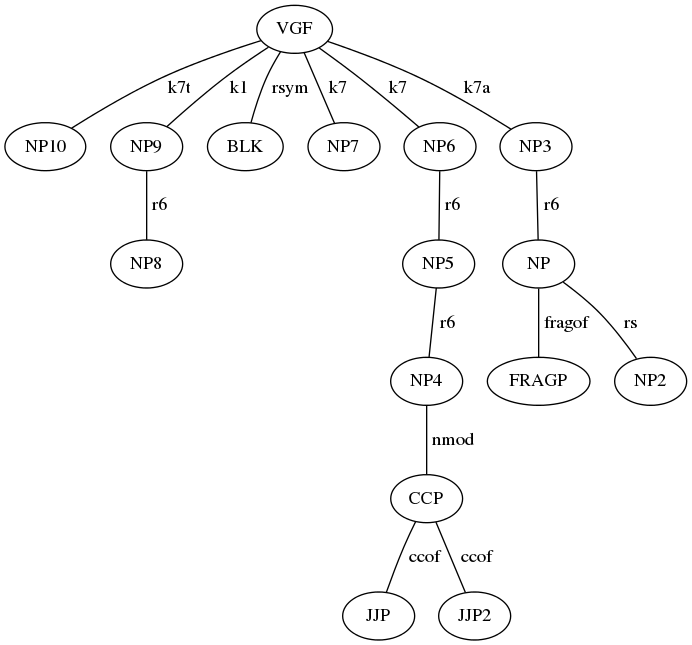 VGF
k7t k1 rsym k7 k7 k7a
NP10 NP9 BLK NP7 NP6 NP3
r6 r6 r6
NP8 NP5 NP
r6 fragof rs
NP4 FRAGP NP2
nmod
CCP
ccof ccof
JJP JJP2